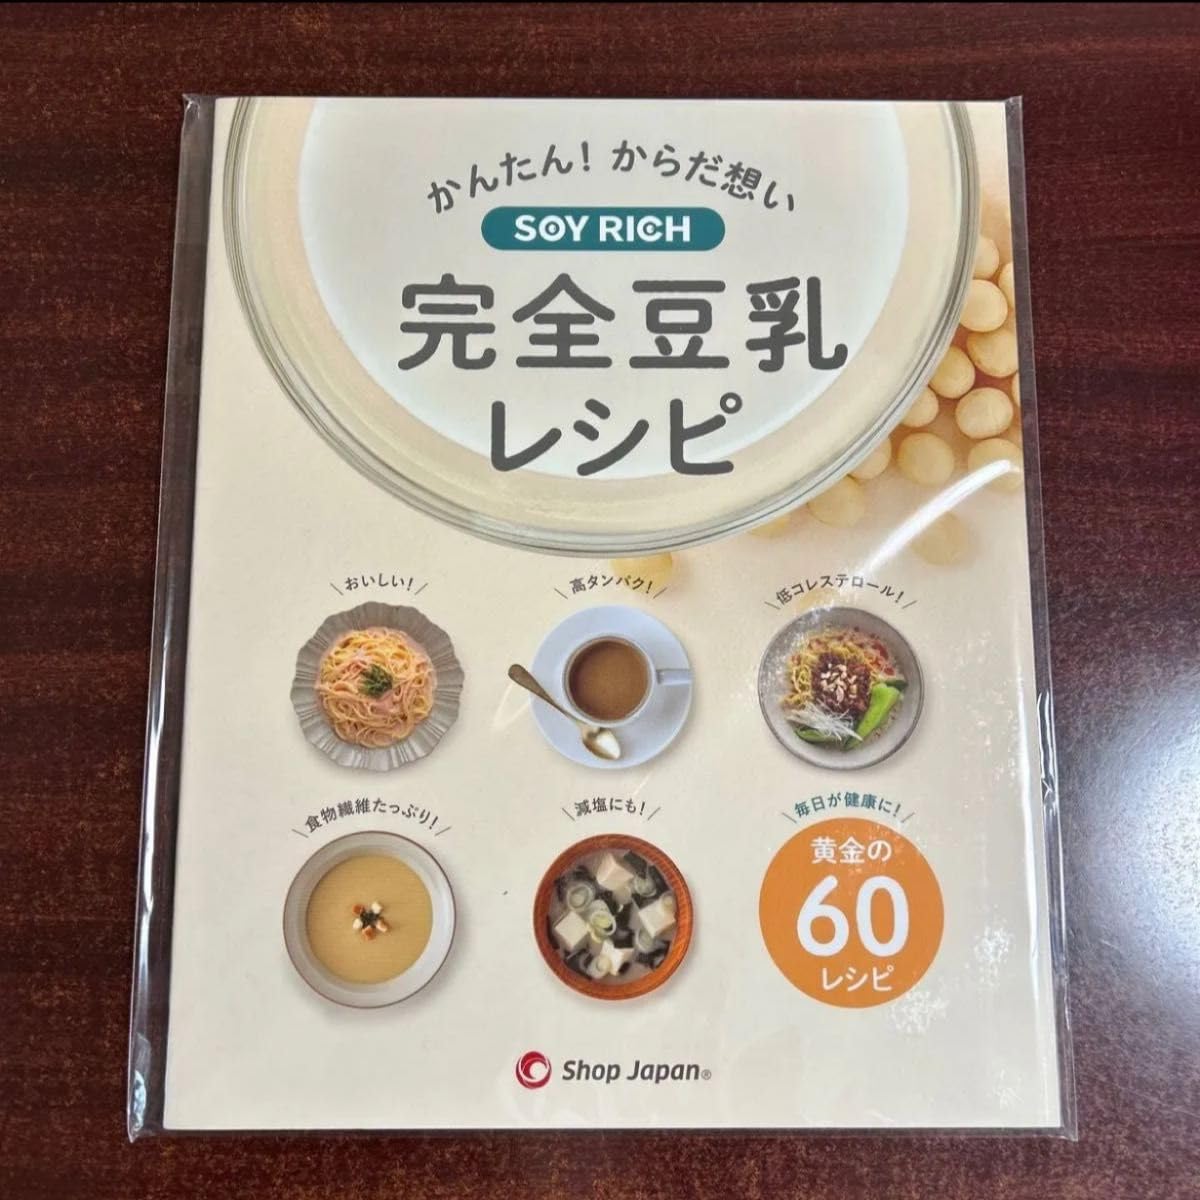 かんたん！からだ想い
SOY RICH
完全豆乳
レシピ
おいしい！
高タンパク！
低コレステロール！
食物繊維たっぷり！
減塩にも！
毎日が健康に！
黄金の
60
レシピ
Shop Japan®